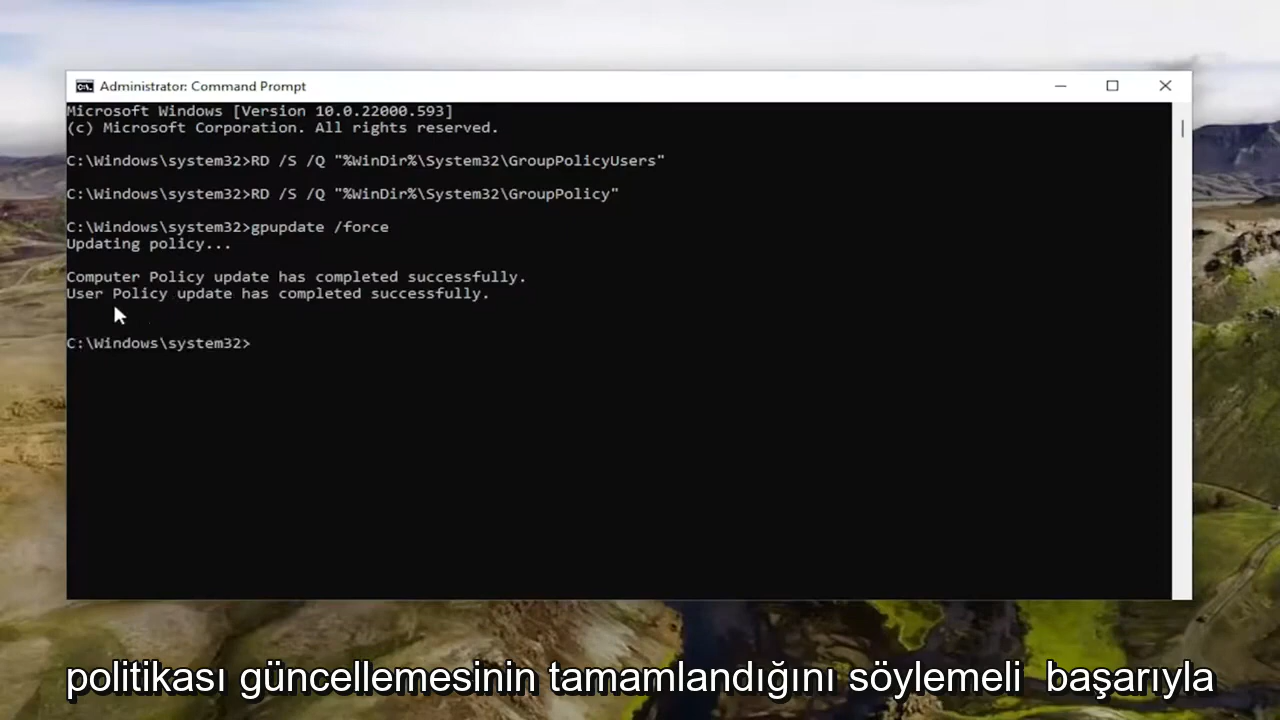 Administrator: Command Prompt
Microsoft Windows [Version 10.0.22000.593]
(c) Microsoft Corporation. All rights reserved.
C:\Windows\system32>RD /S /Q "%WinDir%\System32\GroupPolicyUsers"
C:\Windows\system32>RD /S /Q "%WinDir%\System32\GroupPolicy"
C:\Windows\system32>gpupdate /force
Updating policy...
Computer Policy update has completed successfully.
User Policy update has completed successfully.
C:\Windows\system32>
politikası güncellemesinin tamamlandığını söylemeli  başarıyla